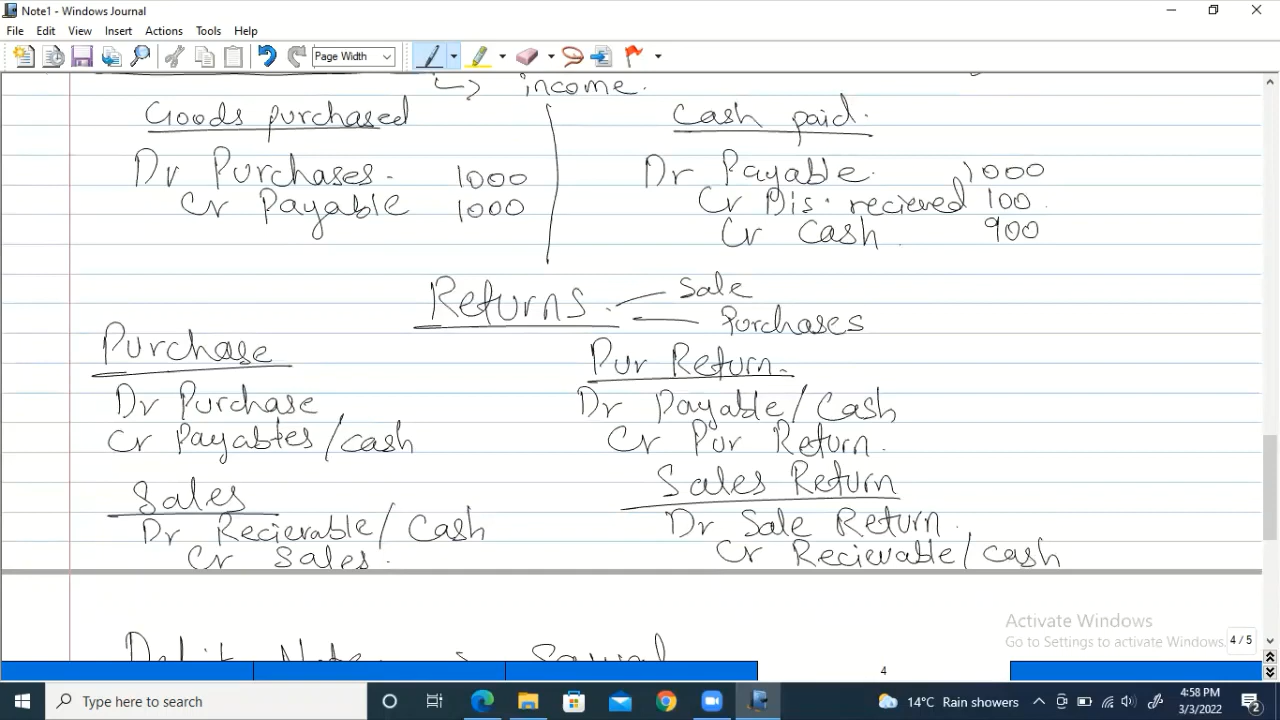 Note1 - Windows Journal
File Edit View Insert Actions Tools Help
Page Width
income.
Goods purchased
Dr Purchases. 1000
Cr Payable 1000
Cash paid.
Dr Payable. 1000
Cr Dis. recieved 100
Cr Cash. 900
Returns.
Sale
Purchases
Purchase
Dr Purchase
Cr Payables/cash
Pur Return.
Dr Payable/Cash
Cr Pur Return.
Sales
Dr Recievable/Cash
Cr Sales.
Sales Return
Dr Sale Return.
Cr Recievable/cash
Debit Note
Activate Windows
Go to Settings to activate Windows.
4 / 5
4
Type here to search
14°C Rain showers
4:58 PM
3/3/2022
2